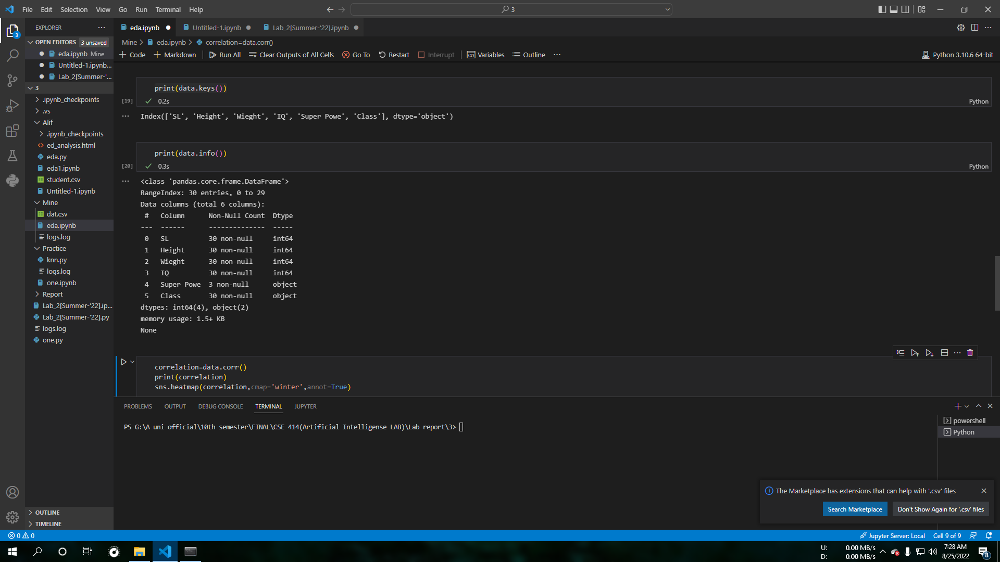 File Edit Selection View Go Run Terminal Help
3
EXPLORER
eda.ipynb
Untitled-1.ipynb
Lab_2[Summer-'22].ipynb
OPEN EDITORS 3 unsaved
eda.ipynb Mine
Untitled-1.ipynb...
Lab_2[Summer-'...
3
.ipynb_checkpoints
.vs
Alif
.ipynb_checkpoints
ed_analysis.html
eda.py
eda1.ipynb
student.csv
Untitled-1.ipynb
Mine
dat.csv
eda.ipynb
logs.log
Practice
knn.py
logs.log
one.ipynb
Report
Lab_2[Summer-'22].ip...
Lab_2[Summer-'22].py
logs.log
one.py
OUTLINE
TIMELINE
Mine > eda.ipynb > correlation=data.corr()
+ Code + Markdown | Run All Clear Outputs of All Cells Go To Restart Interrupt | Variables Outline ...
Python 3.10.6 64-bit
print(data.keys())
[19] 0.2s
Python
... Index(['SL', 'Height', 'Wieght', 'IQ', 'Super Powe', 'Class'], dtype='object')
print(data.info())
[20] 0.3s
Python
... <class 'pandas.core.frame.DataFrame'>
RangeIndex: 30 entries, 0 to 29
Data columns (total 6 columns):
# Column Non-Null Count Dtype
--- ------ -------------- -----
0 SL 30 non-null int64
1 Height 30 non-null int64
2 Wieght 30 non-null int64
3 IQ 30 non-null int64
4 Super Powe 3 non-null object
5 Class 30 non-null object
dtypes: int64(4), object(2)
memory usage: 1.5+ KB
None
correlation=data.corr()
print(correlation)
sns.heatmap(correlation,cmap='winter',annot=True)
PROBLEMS OUTPUT DEBUG CONSOLE TERMINAL JUPYTER
PS G:\A uni official\10th semester\FINAL\CSE 414(Artificial Intelligense LAB)\Lab report\3>
powershell
Python
The Marketplace has extensions that can help with '.csv' files
Search Marketplace
Don't Show Again for '.csv' files
0 0
Jupyter Server: Local
Cell 9 of 9
U: 0.00 MB/s
D: 0.00 MB/s
7:28 AM
8/25/2022
8